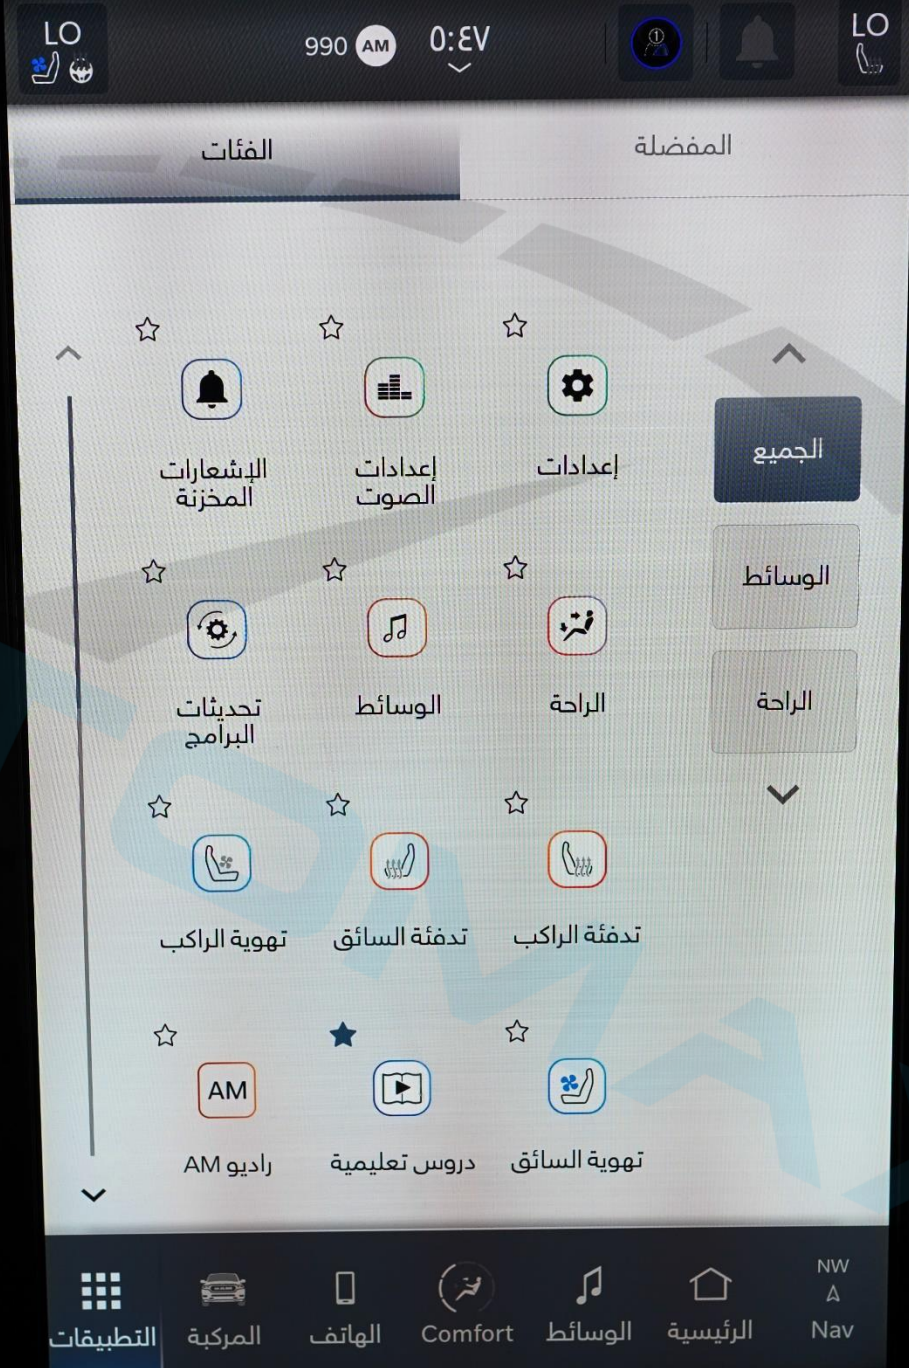 LO
990 AM
٥:٤٧
1
LO
المفضلة
الفئات
الجميع
الوسائط
الراحة
إعدادات
إعدادات
الصوت
الإشعارات
المخزنة
الراحة
الوسائط
تحديثات
البرامج
تدفئة الراكب
تدفئة السائق
تهوية الراكب
تهوية السائق
دروس تعليمية
AM
راديو AM
NW
Nav
الرئيسية
الوسائط
Comfort
الهاتف
المركبة
التطبيقات